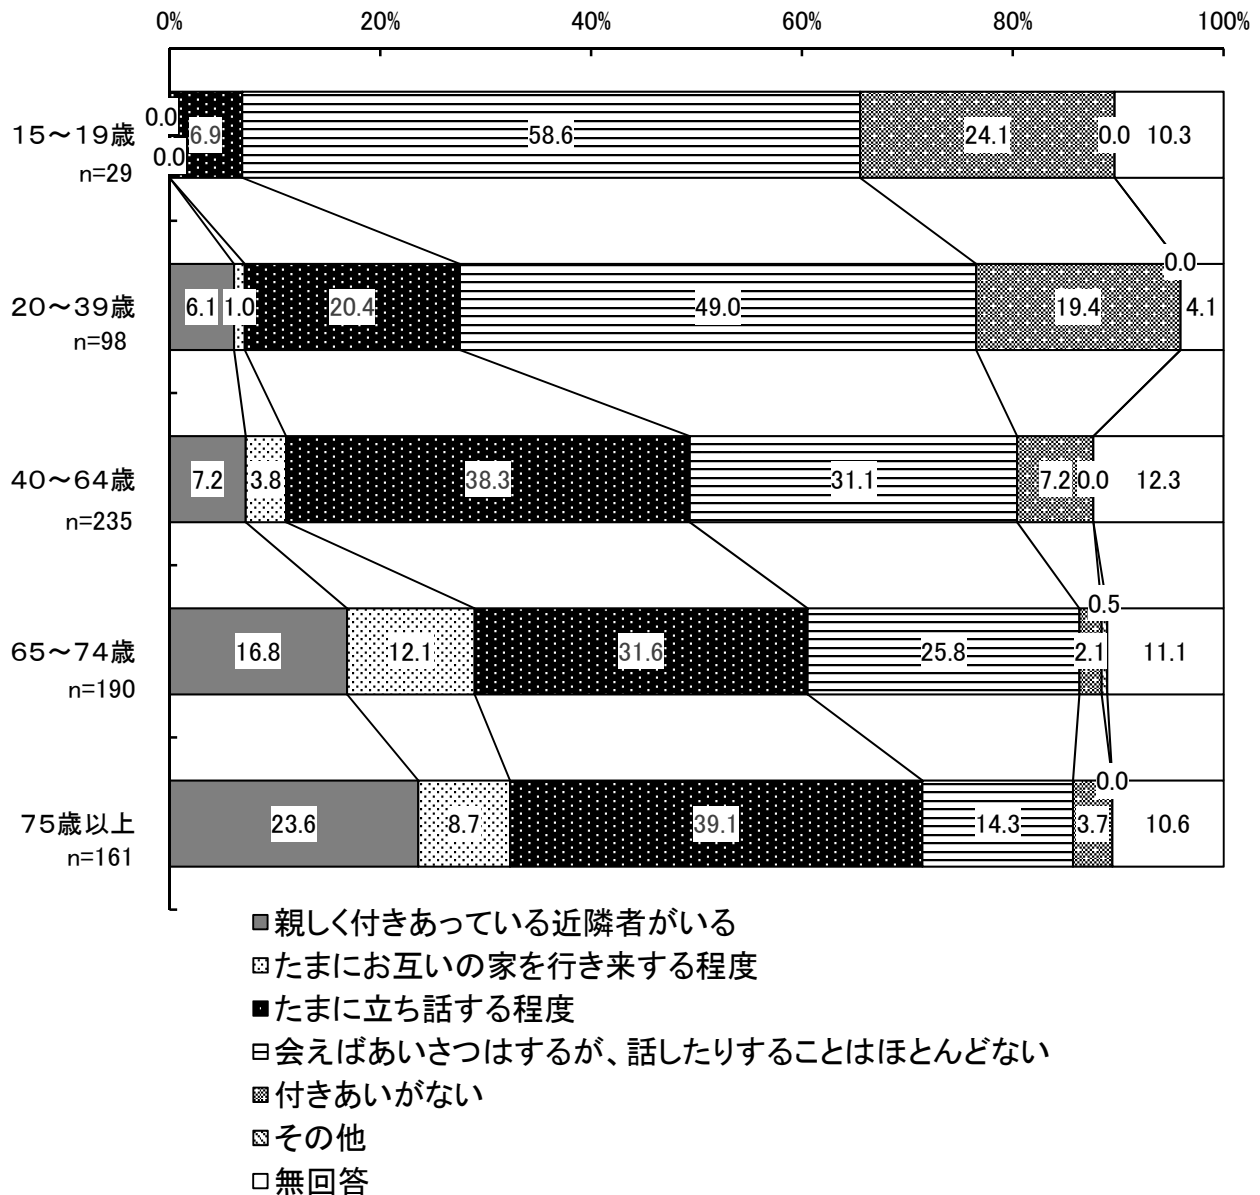 0% 20% 40% 60% 80% 100%
15～19歳 0.0 0.0 6.9 58.6 24.1 0.0 10.3
n=29
20～39歳 6.1 1.0 20.4 49.0 19.4 0.0 4.1
n=98
40～64歳 7.2 3.8 38.3 31.1 7.2 0.0 12.3
n=235
65～74歳 16.8 12.1 31.6 25.8 2.1 0.5 11.1
n=190
75歳以上 23.6 8.7 39.1 14.3 3.7 0.0 10.6
n=161
親しく付きあっている近隣者がいる
たまにお互いの家を行き来する程度
たまに立ち話する程度
会えばあいさつはするが、話したりすることはほとんどない
付きあいがない
その他
無回答